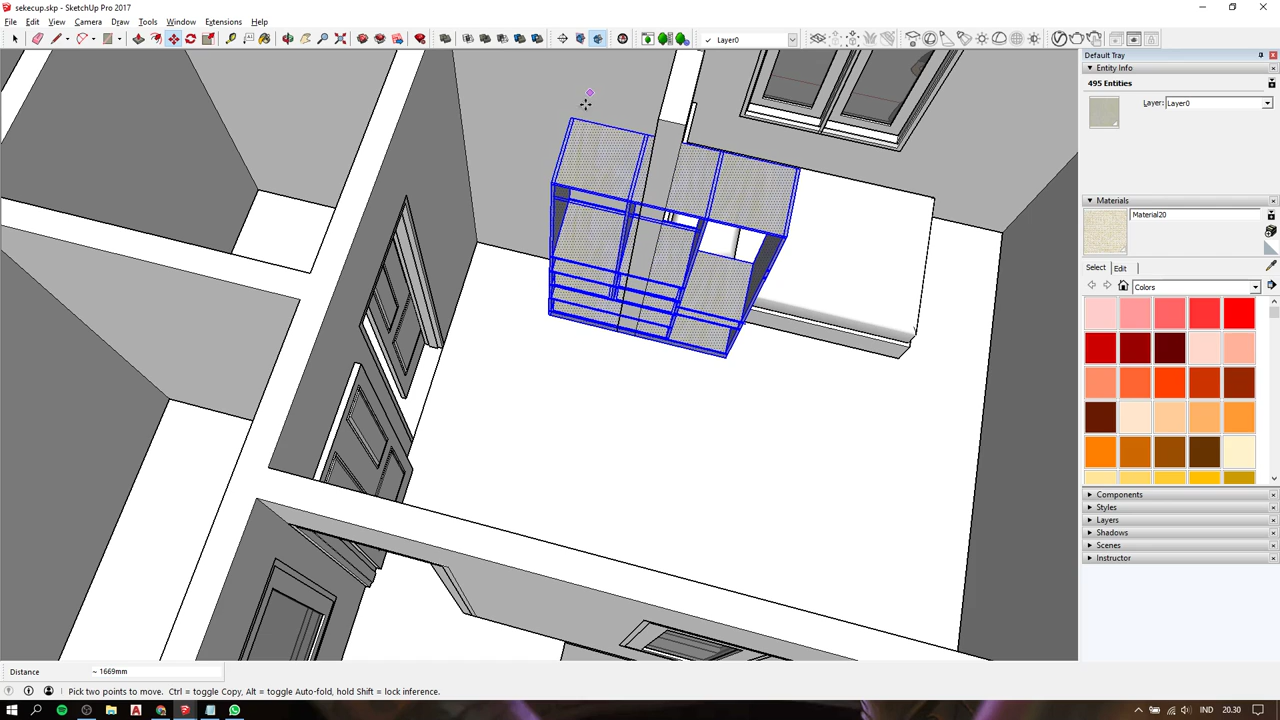 sekecup.skp - SketchUp Pro 2017
File Edit View Camera Draw Tools Window Extensions Help
Layer0
Default Tray
Entity Info
495 Entities
Layer: Layer0
Materials
Material20
Select Edit
Colors
Components
Styles
Layers
Shadows
Scenes
Instructor
Distance ~ 1669mm
Pick two points to move. Ctrl = toggle Copy, Alt = toggle Auto-fold, hold Shift = lock inference.
IND 20.30